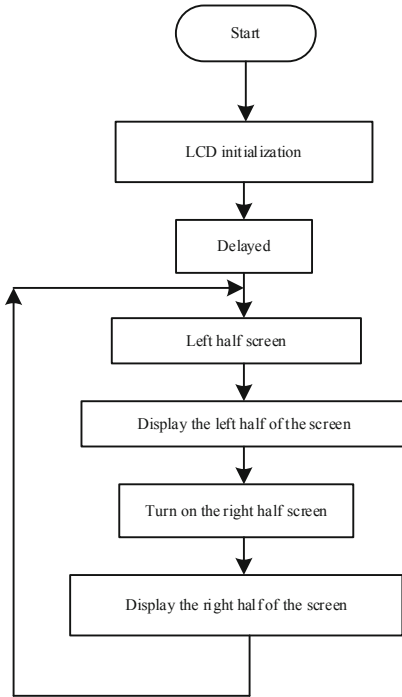 Start
LCD initialization
Delayed
Left half screen
Display the left half of the screen
Turn on the right half screen
Display the right half of the screen